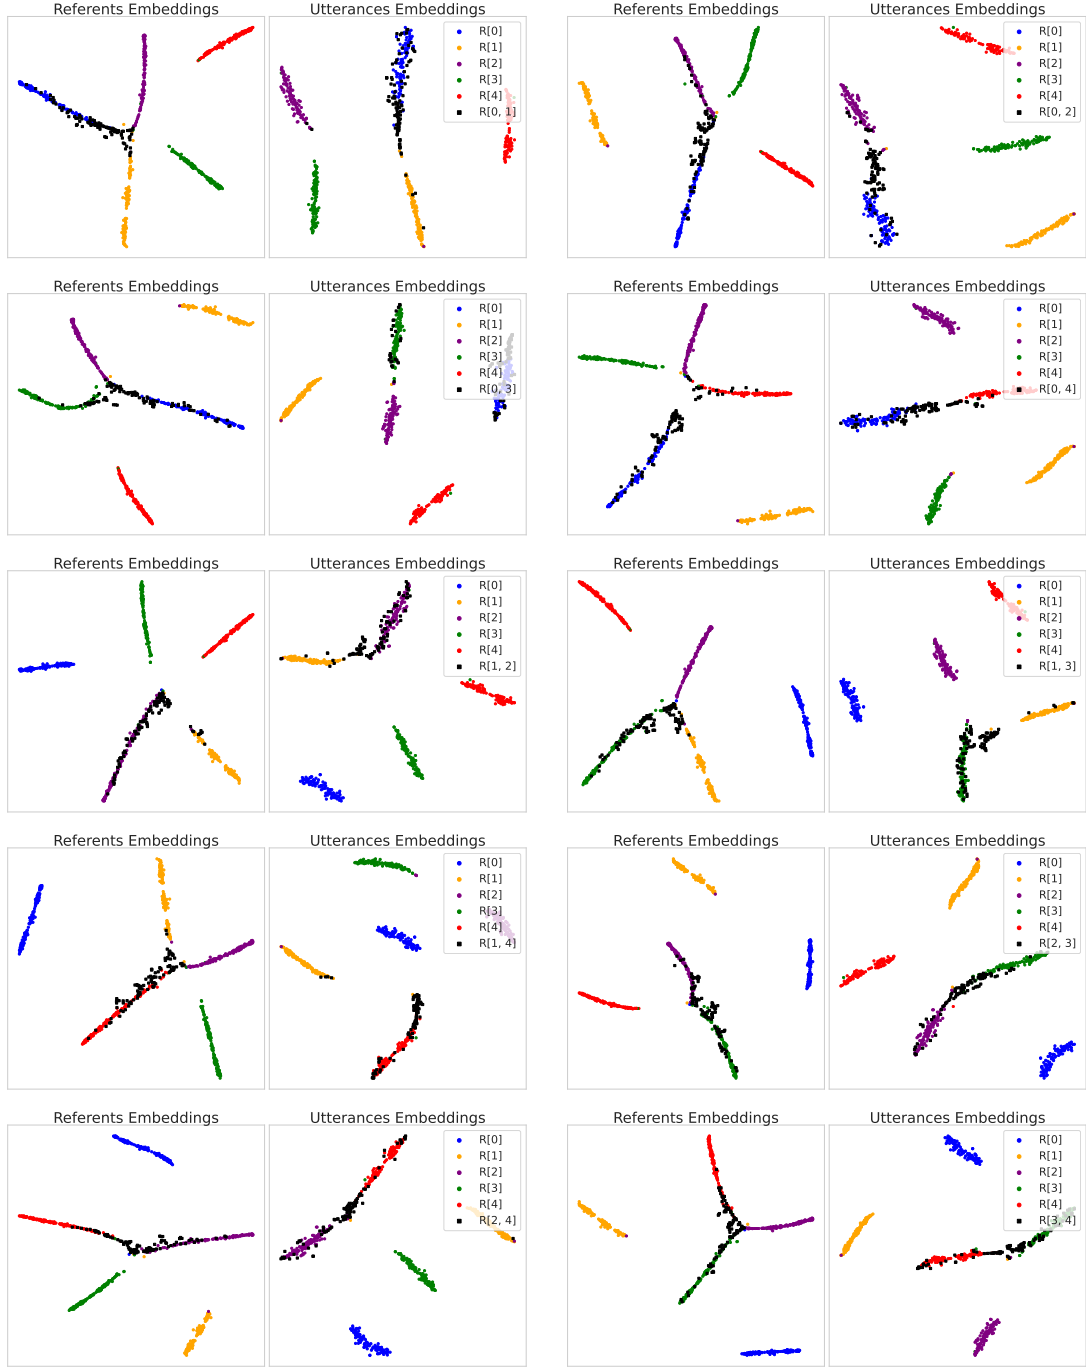 Referents Embeddings
Utterances Embeddings
R[0]
R[1]
R[2]
R[3]
R[4]
R[0, 1]
Referents Embeddings
Utterances Embeddings
R[0]
R[1]
R[2]
R[3]
R[4]
R[0, 2]
Referents Embeddings
Utterances Embeddings
R[0]
R[1]
R[2]
R[3]
R[4]
R[0, 3]
Referents Embeddings
Utterances Embeddings
R[0]
R[1]
R[2]
R[3]
R[4]
R[0, 4]
Referents Embeddings
Utterances Embeddings
R[0]
R[1]
R[2]
R[3]
R[4]
R[1, 2]
Referents Embeddings
Utterances Embeddings
R[0]
R[1]
R[2]
R[3]
R[4]
R[1, 3]
Referents Embeddings
Utterances Embeddings
R[0]
R[1]
R[2]
R[3]
R[4]
R[1, 4]
Referents Embeddings
Utterances Embeddings
R[0]
R[1]
R[2]
R[3]
R[4]
R[2, 3]
Referents Embeddings
Utterances Embeddings
R[0]
R[1]
R[2]
R[3]
R[4]
R[2, 4]
Referents Embeddings
Utterances Embeddings
R[0]
R[1]
R[2]
R[3]
R[4]
R[3, 4]